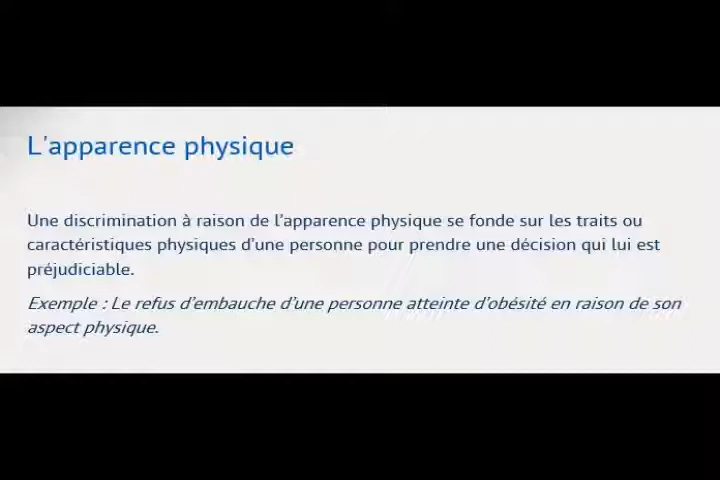 L'apparence physique
Une discrimination à raison de l'apparence physique se fonde sur les traits ou
caractéristiques physiques d'une personne pour prendre une décision qui lui est
préjudiciable.
Exemple : Le refus d'embauche d'une personne atteinte d'obésité en raison de son
aspect physique.